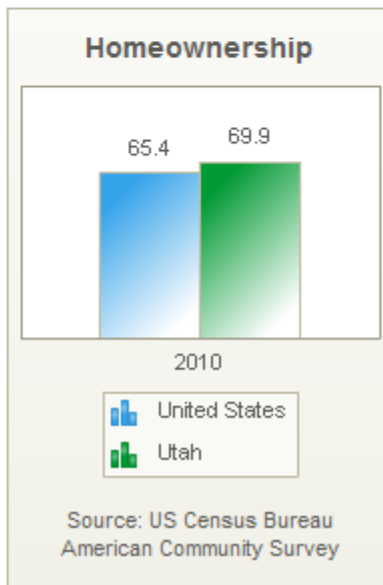 Homeownership
65.4
69.9
2010
United States
Utah
Source: US Census Bureau
American Community Survey